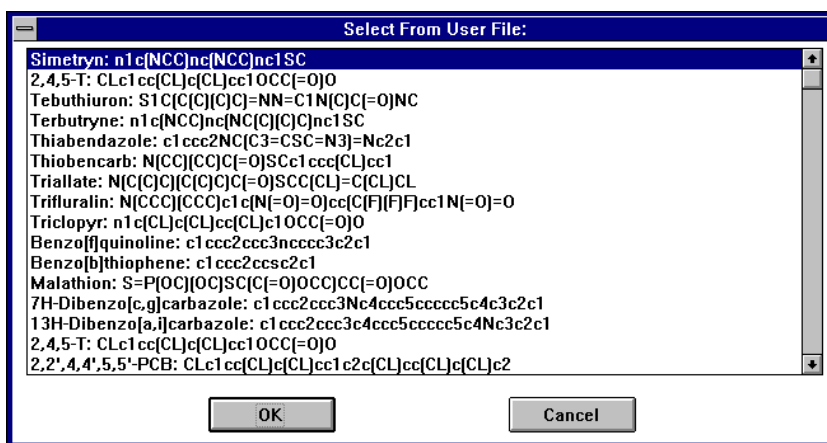 Select From User File:
Simetryn: n1c(NCC)nc(NCC)nc1SC
2,4,5-T: CLc1cc(CL)c(CL)cc1OCC(=O)O
Tebuthiuron: S1C(C(C)(C)C)=NN=C1N(C)C(=O)NC
Terbutryne: n1c(NCC)nc(NC(C)(C)C)nc1SC
Thiabendazole: c1ccc2NC(C3=CSC=N3)=Nc2c1
Thiobencarb: N(CC)(CC)C(=O)SCc1ccc(CL)cc1
Triallate: N(C(C)C)(C(C)C)C(=O)SCC(CL)=C(CL)CL
Trifluralin: N(CCC)(CCC)c1c(N(=O)=O)cc(C(F)(F)F)cc1N(=O)=O
Triclopyr: n1c(CL)c(CL)cc(CL)c1OCC(=O)O
Benzo[f]quinoline: c1ccc2ccc3ncccc3c2c1
Benzo[b]thiophene: c1ccc2ccsc2c1
Malathion: S=P(OC)(OC)SC(C(=O)OCC)CC(=O)OCC
7H-Dibenzo[c,g]carbazole: c1ccc2ccc3Nc4ccc5ccccc5c4c3c2c1
13H-Dibenzo[a,i]carbazole: c1ccc2ccc3c4ccc5ccccc5c4Nc3c2c1
2,4,5-T: CLc1cc(CL)c(CL)cc1OCC(=O)O
2,2',4,4',5,5'-PCB: CLc1cc(CL)c(CL)cc1c2c(CL)cc(CL)c(CL)c2
OK
Cancel